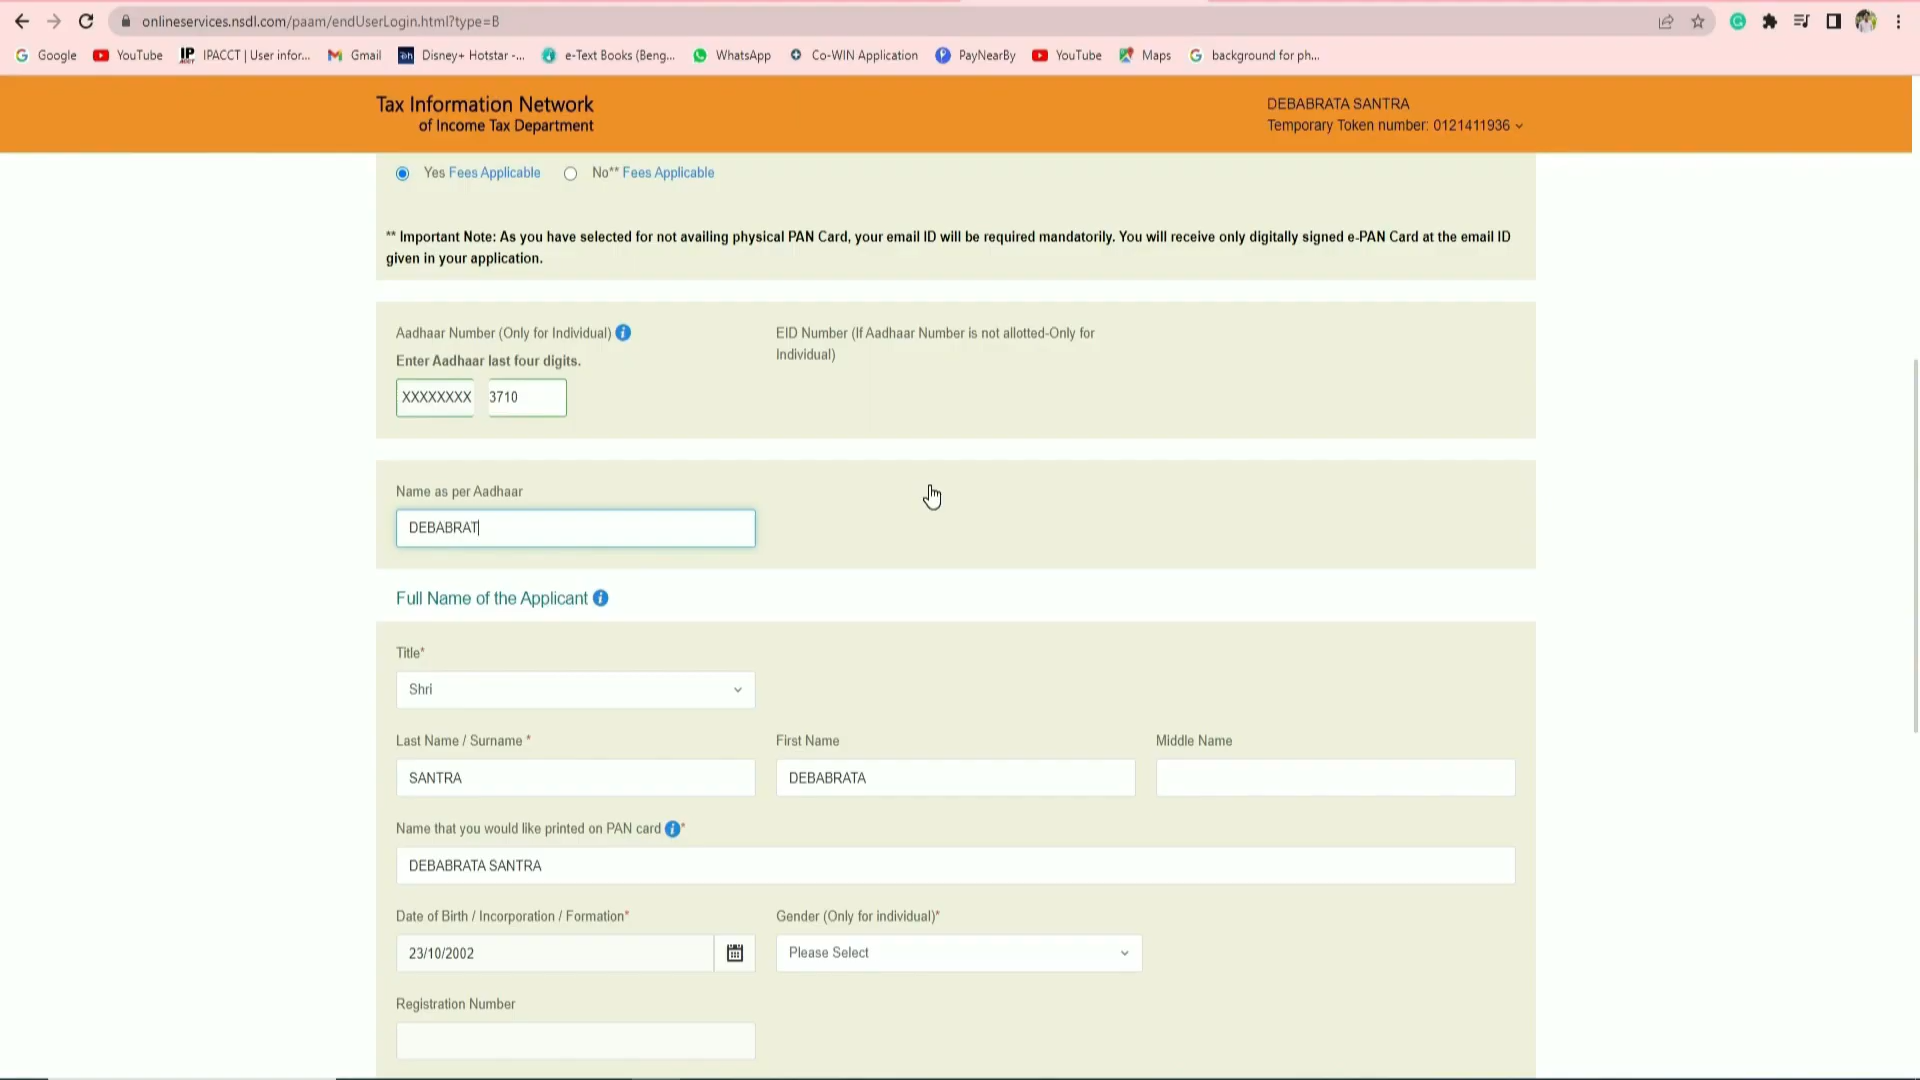 onlineservices.nsdl.com/paam/endUserLogin.html?type=B
Google YouTube IPACCT | User infor... Gmail Disney+ Hotstar -... e-Text Books (Beng... WhatsApp Co-WIN Application PayNearBy YouTube Maps background for ph...
Tax Information Network
of Income Tax Department
DEBABRATA SANTRA
Temporary Token number: 0121411936
Yes Fees Applicable No** Fees Applicable
** Important Note: As you have selected for not availing physical PAN Card, your email ID will be required mandatorily. You will receive only digitally signed e-PAN Card at the email ID
given in your application.
Aadhaar Number (Only for Individual)
Enter Aadhaar last four digits.
XXXXXXXX 3710
EID Number (If Aadhaar Number is not allotted-Only for
Individual)
Name as per Aadhaar
DEBABRAT
Full Name of the Applicant
Title*
Shri
Last Name / Surname * First Name Middle Name
SANTRA DEBABRATA
Name that you would like printed on PAN card *
DEBABRATA SANTRA
Date of Birth / Incorporation / Formation* Gender (Only for individual)*
23/10/2002 Please Select
Registration Number